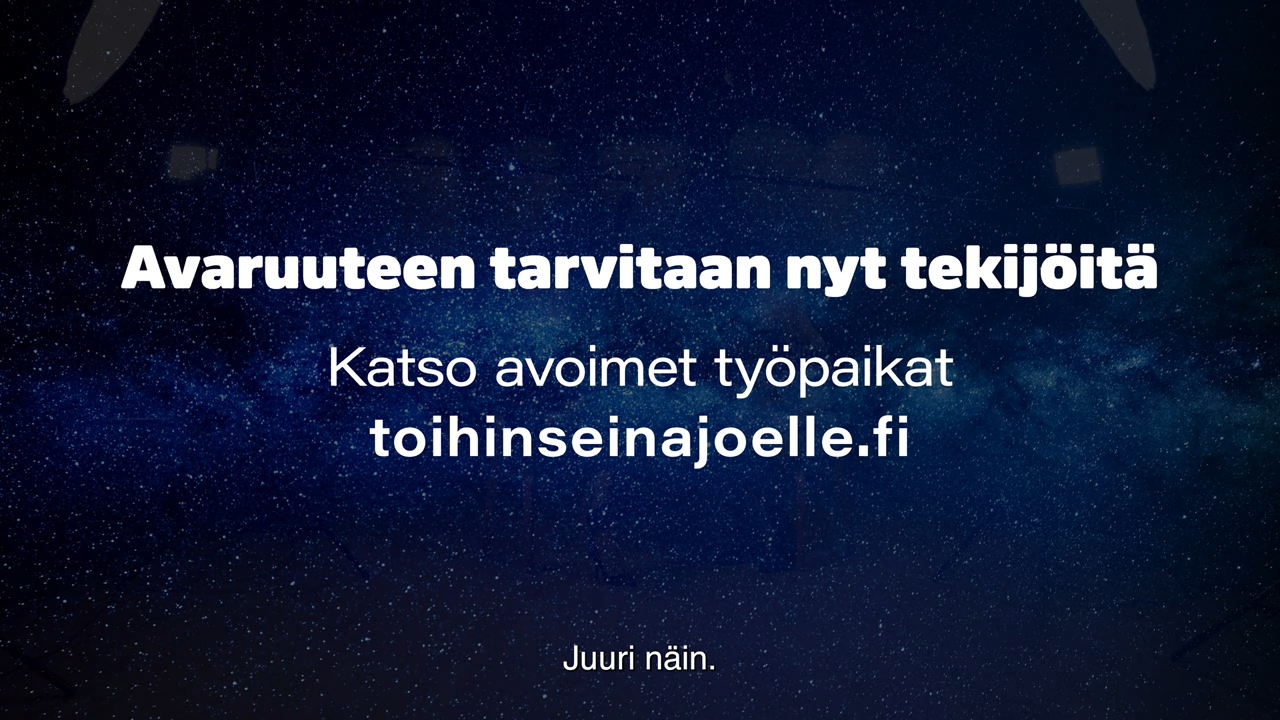 Avaruuteen tarvitaan nyt tekijöitä
Katso avoimet työpaikat
toihinseinajoelle.fi
Juuri näin.